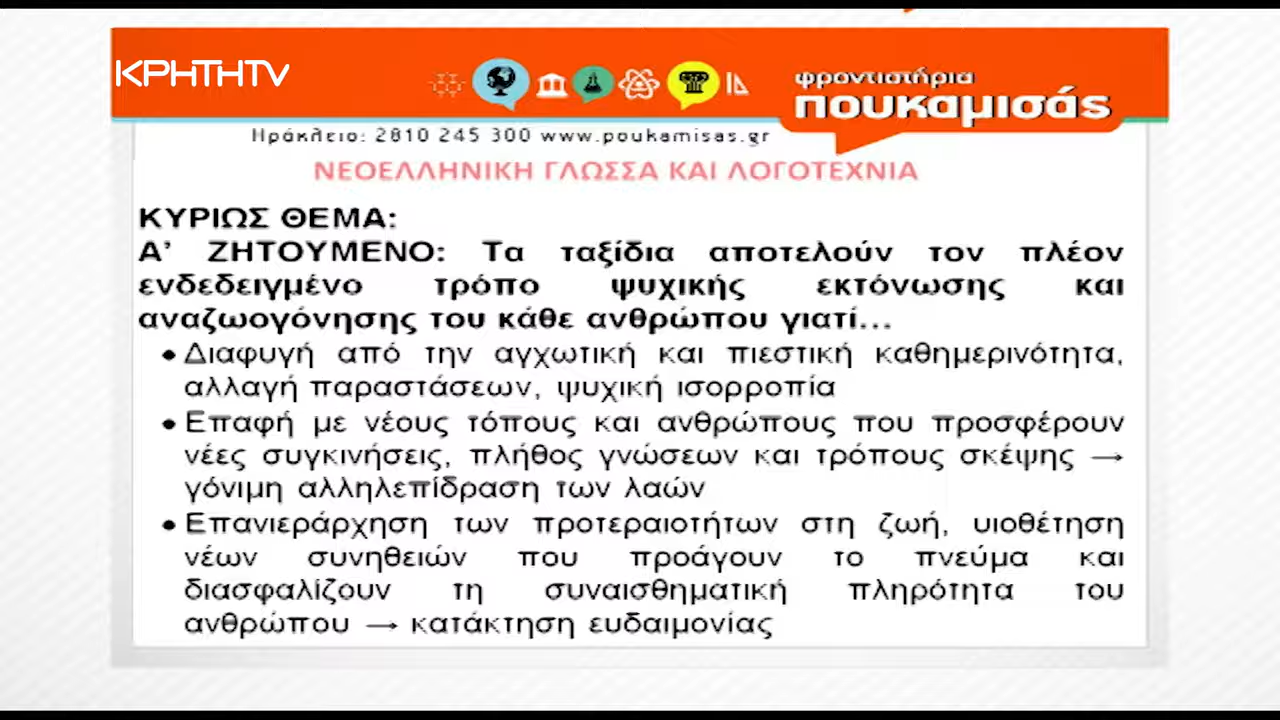 ΚΡΗΤΗTV
φροντιστήρια
πουκαμισάς
Ηράκλειο: 2810 245 300 www.poukamisas.gr
ΝΕΟΕΛΛΗΝΙΚΗ ΓΛΩΣΣΑ ΚΑΙ ΛΟΓΟΤΕΧΝΙΑ
ΚΥΡΙΩΣ ΘΕΜΑ:
Α’ ΖΗΤΟΥΜΕΝΟ: Τα ταξίδια αποτελούν τον πλέον
ενδεδειγμένο τρόπο ψυχικής εκτόνωσης και
αναζωογόνησης του κάθε ανθρώπου γιατί...
• Διαφυγή από την αγχωτική και πιεστική καθημερινότητα,
αλλαγή παραστάσεων, ψυχική ισορροπία
• Επαφή με νέους τόπους και ανθρώπους που προσφέρουν
νέες συγκινήσεις, πλήθος γνώσεων και τρόπους σκέψης →
γόνιμη αλληλεπίδραση των λαών
• Επανιεράρχηση των προτεραιοτήτων στη ζωή, υιοθέτηση
νέων συνηθειών που προάγουν το πνεύμα και
διασφαλίζουν τη συναισθηματική πληρότητα του
ανθρώπου → κατάκτηση ευδαιμονίας